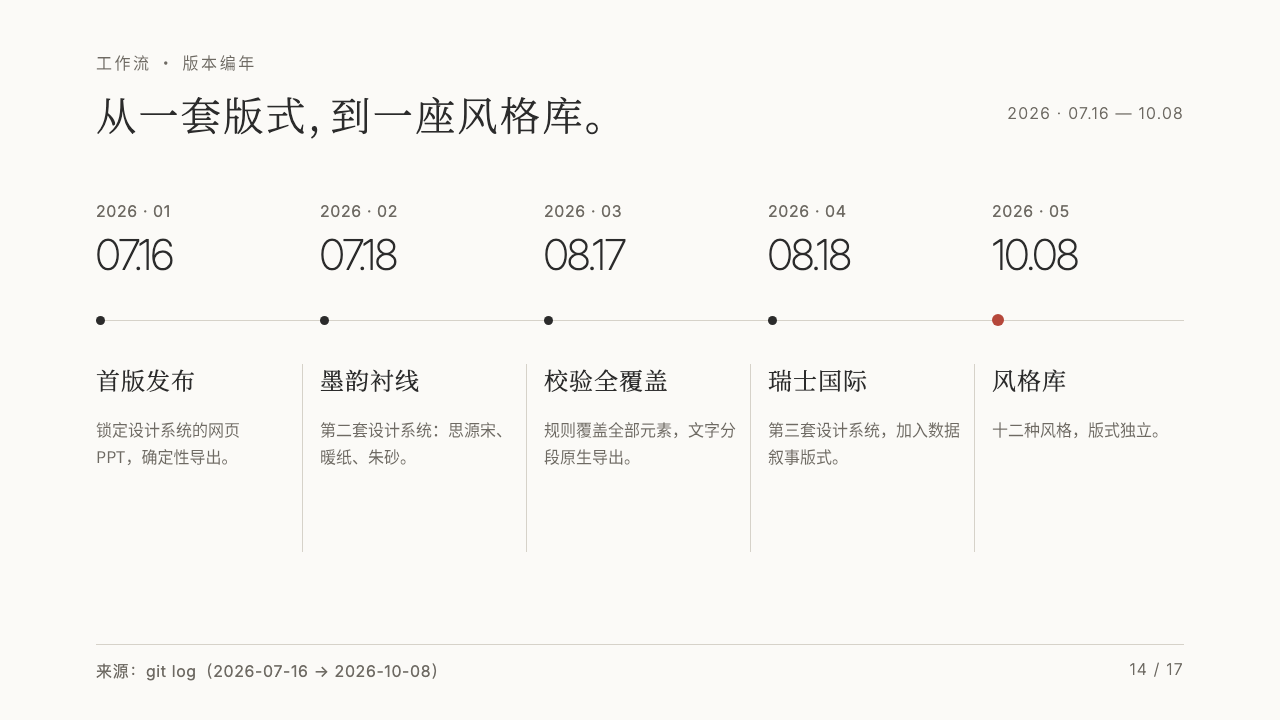 工作流 · 版本编年
从一套版式，到一座风格库。
2026 · 07.16 — 10.08
2026 · 01
07.16
2026 · 02
07.18
2026 · 03
08.17
2026 · 04
08.18
2026 · 05
10.08
首版发布
锁定设计系统的网页
PPT，确定性导出。
墨韵衬线
第二套设计系统：思源宋、
暖纸、朱砂。
校验全覆盖
规则覆盖全部元素，文字分
段原生导出。
瑞士国际
第三套设计系统，加入数据
叙事版式。
风格库
十二种风格，版式独立。
来源：git log（2026-07-16 → 2026-10-08）
14 / 17